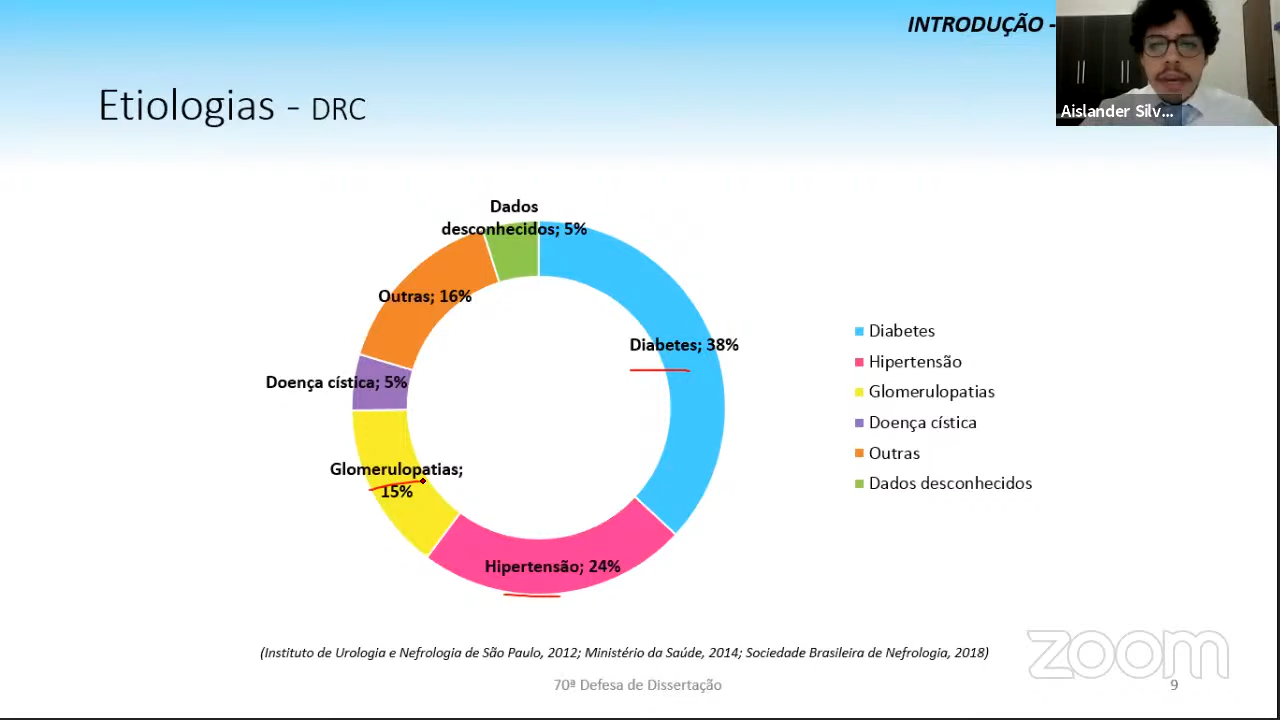 INTRODUÇÃO -
Aislander Silv...
Etiologias - DRC
Dados
desconhecidos; 5%
Outras; 16%
Diabetes; 38%
Doença cística; 5%
Glomerulopatias;
15%
Hipertensão; 24%
Diabetes
Hipertensão
Glomerulopatias
Doença cística
Outras
Dados desconhecidos
(Instituto de Urologia e Nefrologia de São Paulo, 2012; Ministério da Saúde, 2014; Sociedade Brasileira de Nefrologia, 2018)
zoom
70ª Defesa de Dissertação
9